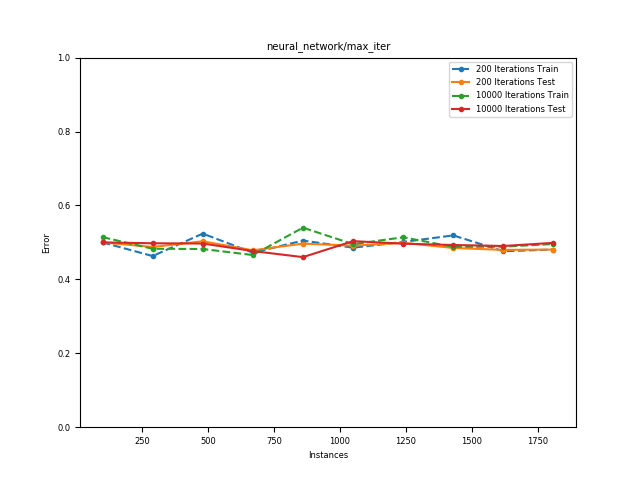 neural_network/max_iter
200 Iterations Train
200 Iterations Test
10000 Iterations Train
10000 Iterations Test
1.0
0.8
0.6
0.4
0.2
0.0
Error
250 500 750 1000 1250 1500 1750
Instances